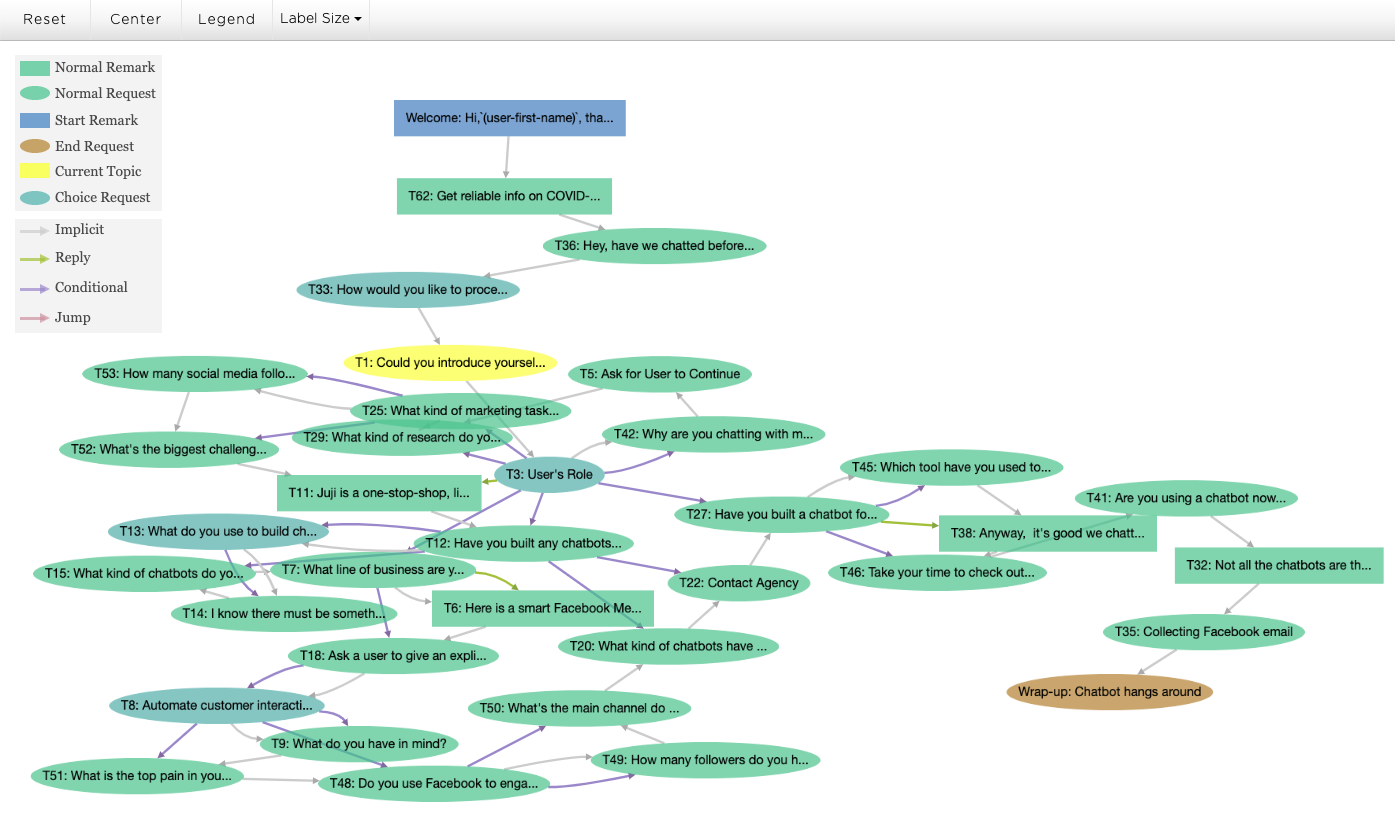 Reset
Center
Legend
Label Size
Normal Remark
Normal Request
Start Remark
End Request
Current Topic
Choice Request
Implicit
Reply
Conditional
Jump
Welcome: Hi,`(user-first-name)`, tha...
T62: Get reliable info on COVID-...
T36: Hey, have we chatted before...
T33: How would you like to proce...
T1: Could you introduce yoursel...
T53: How many social media follo...
T5: Ask for User to Continue
T25: What kind of marketing task...
T29: What kind of research do yo...
T42: Why are you chatting with m...
T52: What's the biggest challeng...
T3: User's Role
T45: Which tool have you used to...
T11: Juji is a one-stop-shop, li...
T41: Are you using a chatbot now...
T27: Have you built a chatbot fo...
T13: What do you use to build ch...
T38: Anyway,  it's good we chatt...
T12: Have you built any chatbots...
T32: Not all the chatbots are th...
T15: What kind of chatbots do yo...
T7: What line of business are y...
T46: Take your time to check out...
T22: Contact Agency
T14: I know there must be someth...
T6: Here is a smart Facebook Me...
T35: Collecting Facebook email
T20: What kind of chatbots have ...
T18: Ask a user to give an expli...
Wrap-up: Chatbot hangs around
T8: Automate customer interacti...
T50: What's the main channel do ...
T9: What do you have in mind?
T49: How many followers do you h...
T51: What is the top pain in you...
T48: Do you use Facebook to enga...